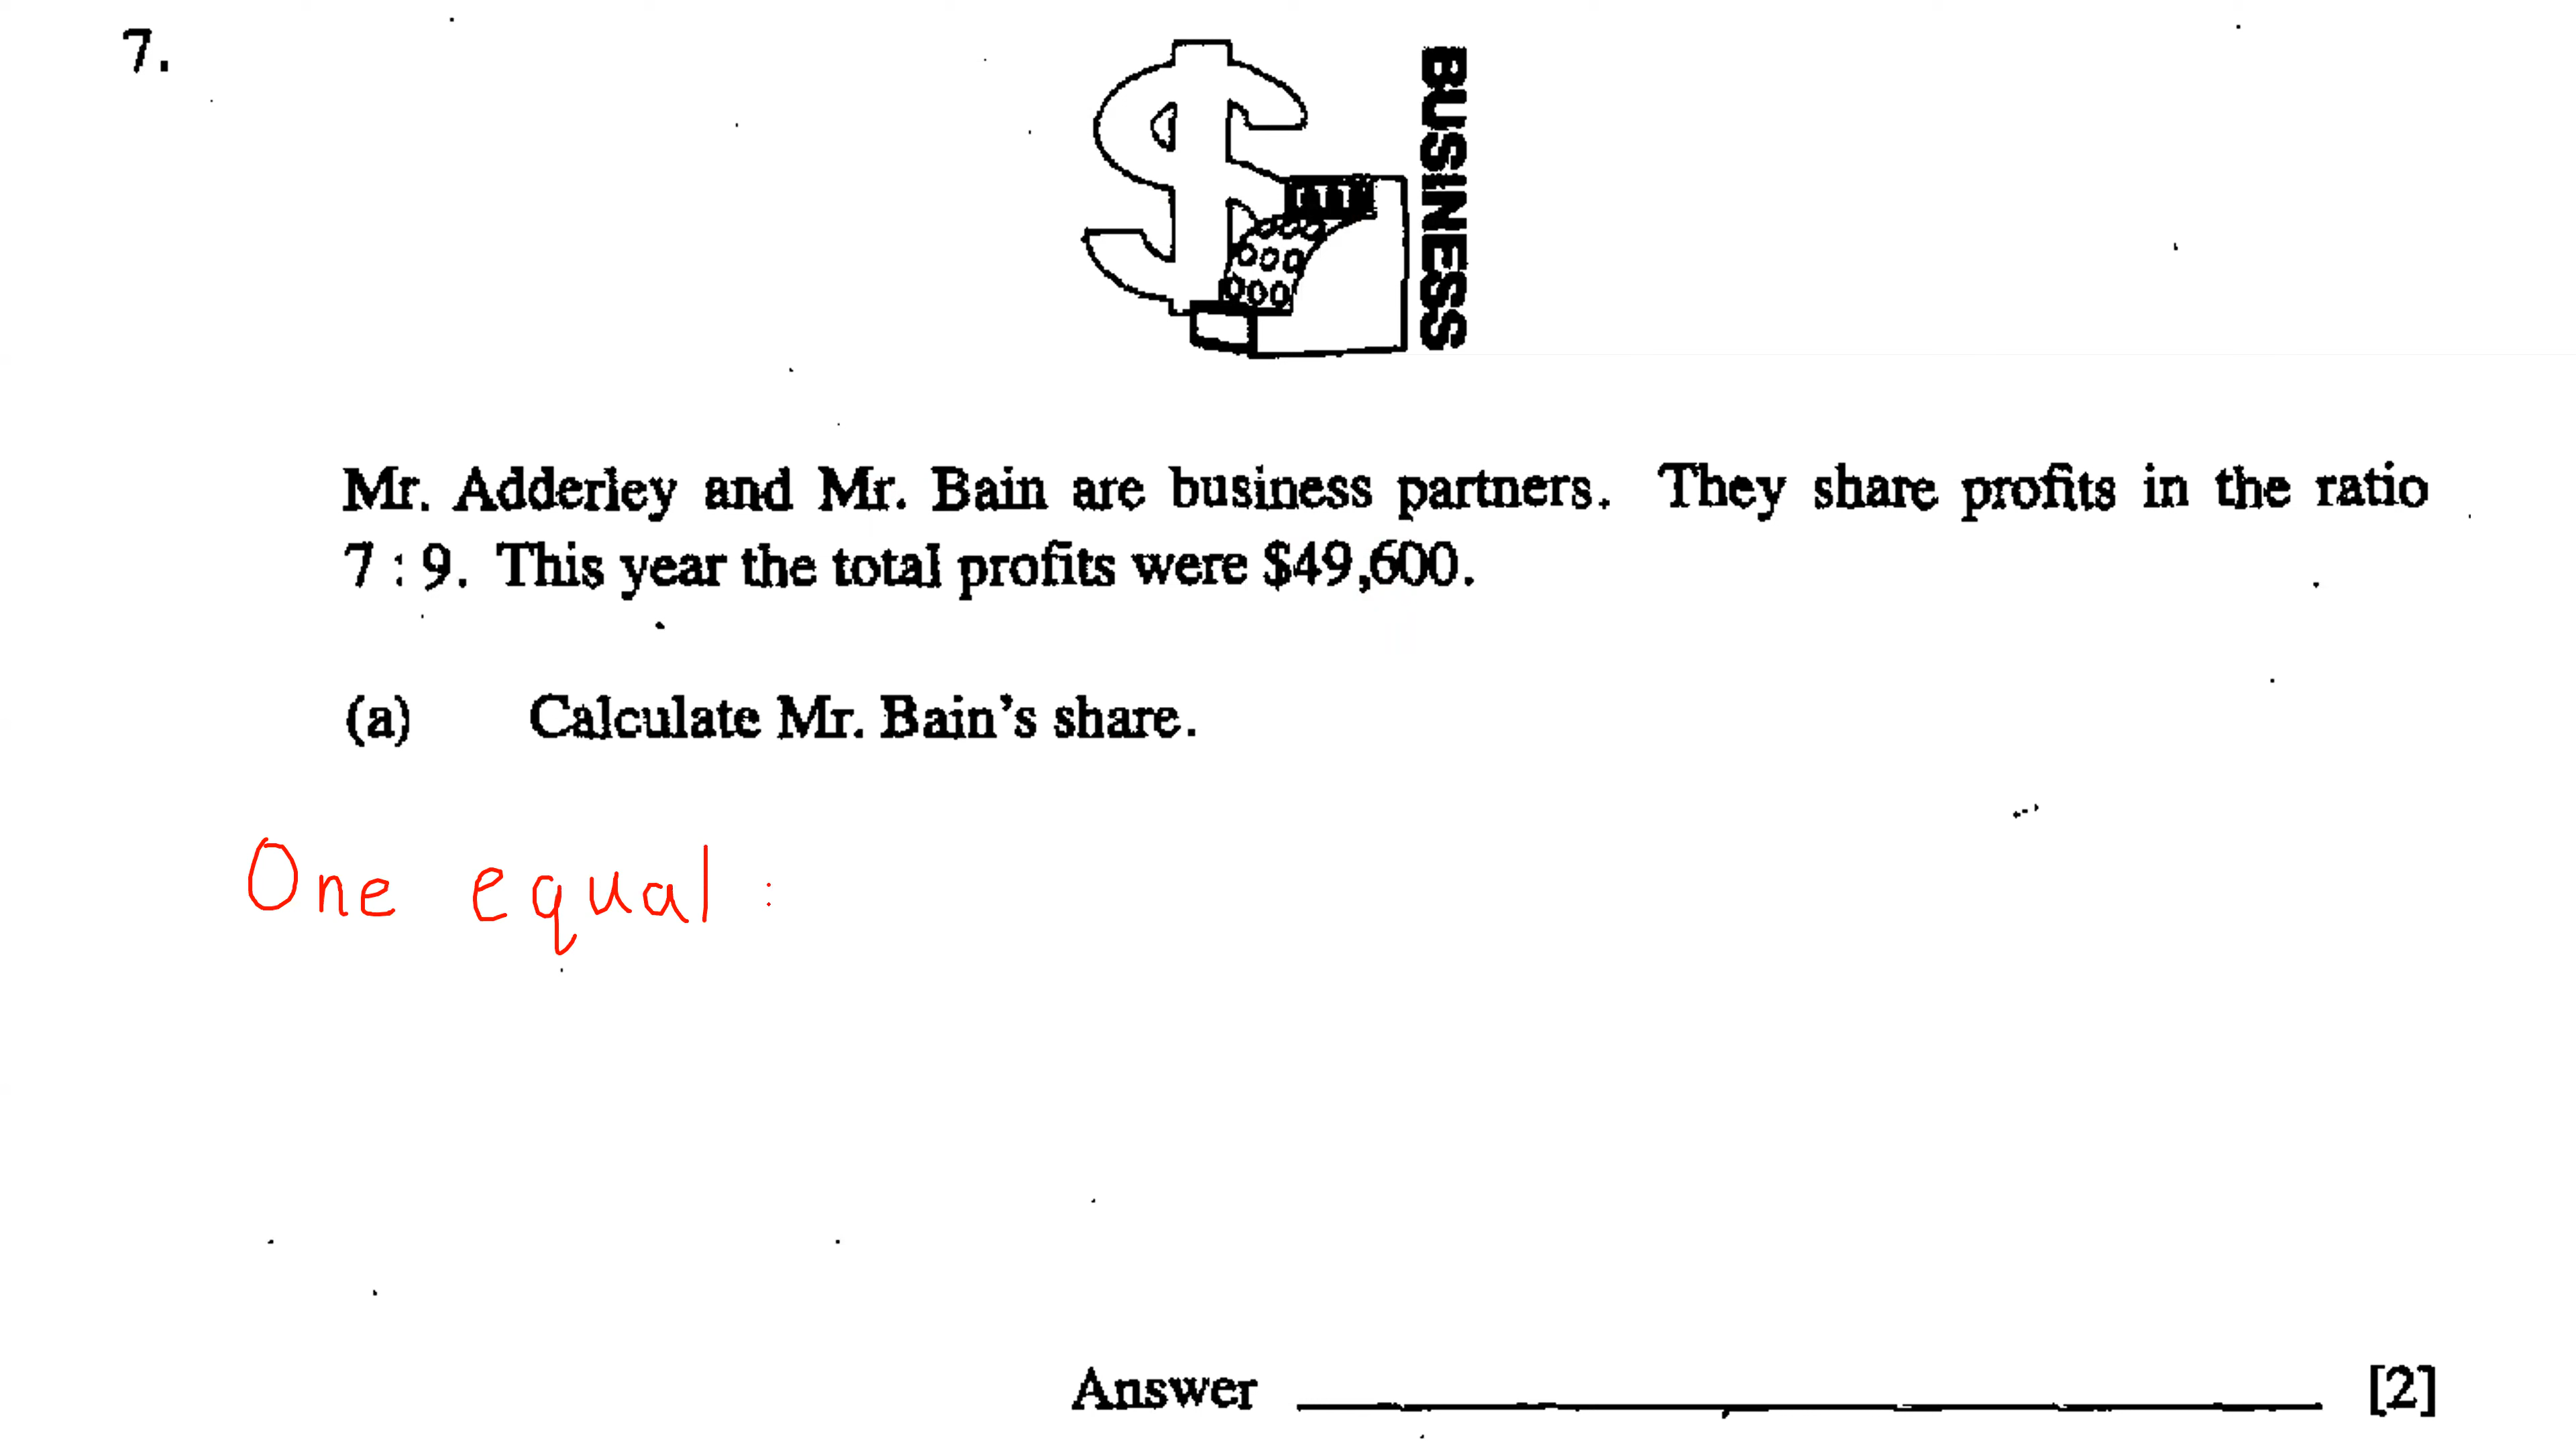 7.
BUSINESS
Mr. Adderley and Mr. Bain are business partners. They share profits in the ratio
7 : 9. This year the total profits were $49,600.
(a) Calculate Mr. Bain's share.
One equal :
Answer ____________________ [2]